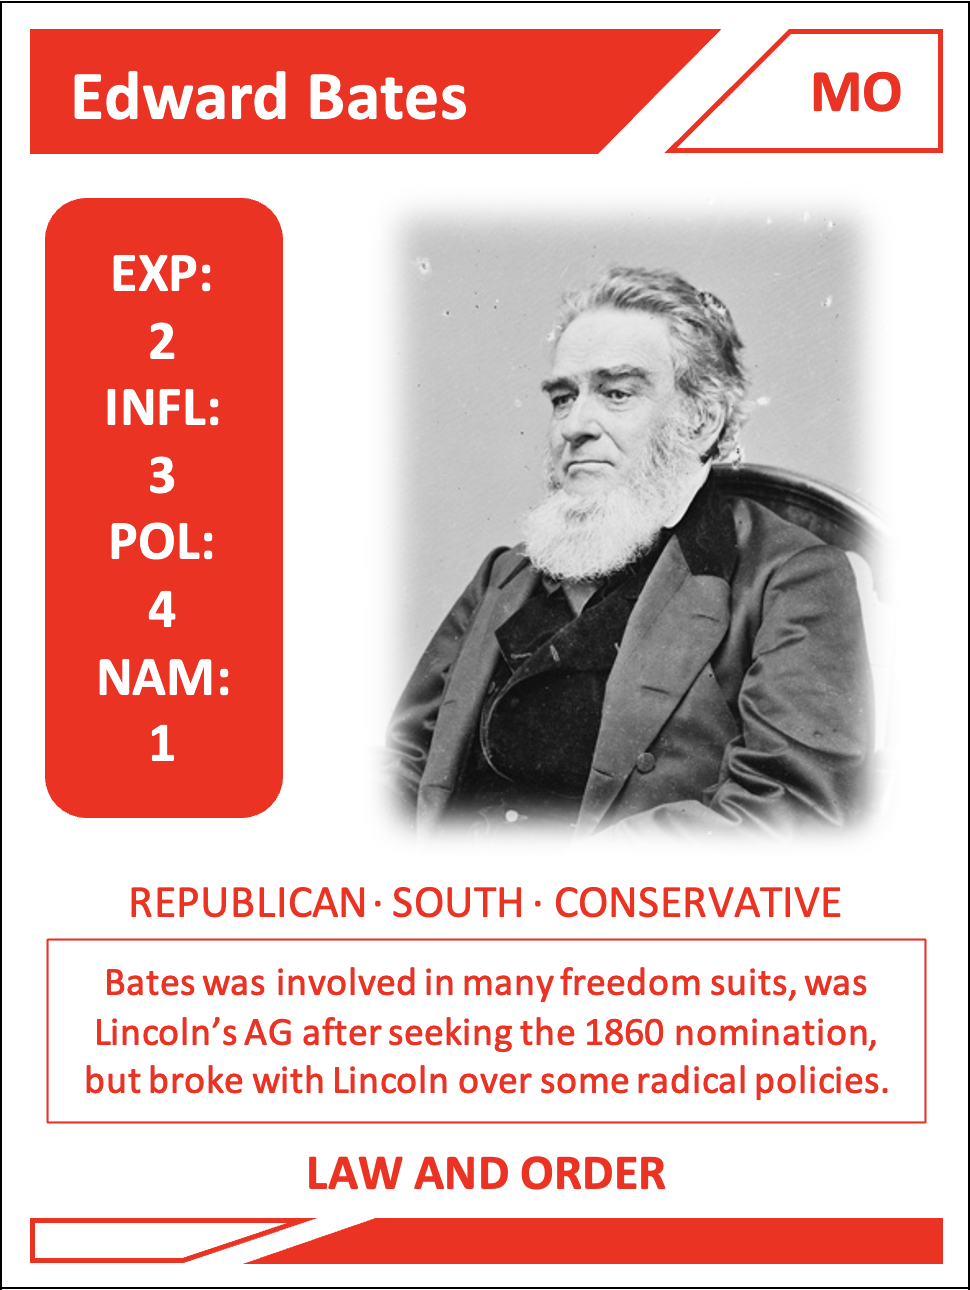 Edward Bates
MO
EXP:
2
INFL:
3
POL:
4
NAM:
1
REPUBLICAN · SOUTH · CONSERVATIVE
Bates was involved in many freedom suits, was
Lincoln’s AG after seeking the 1860 nomination,
but broke with Lincoln over some radical policies.
LAW AND ORDER